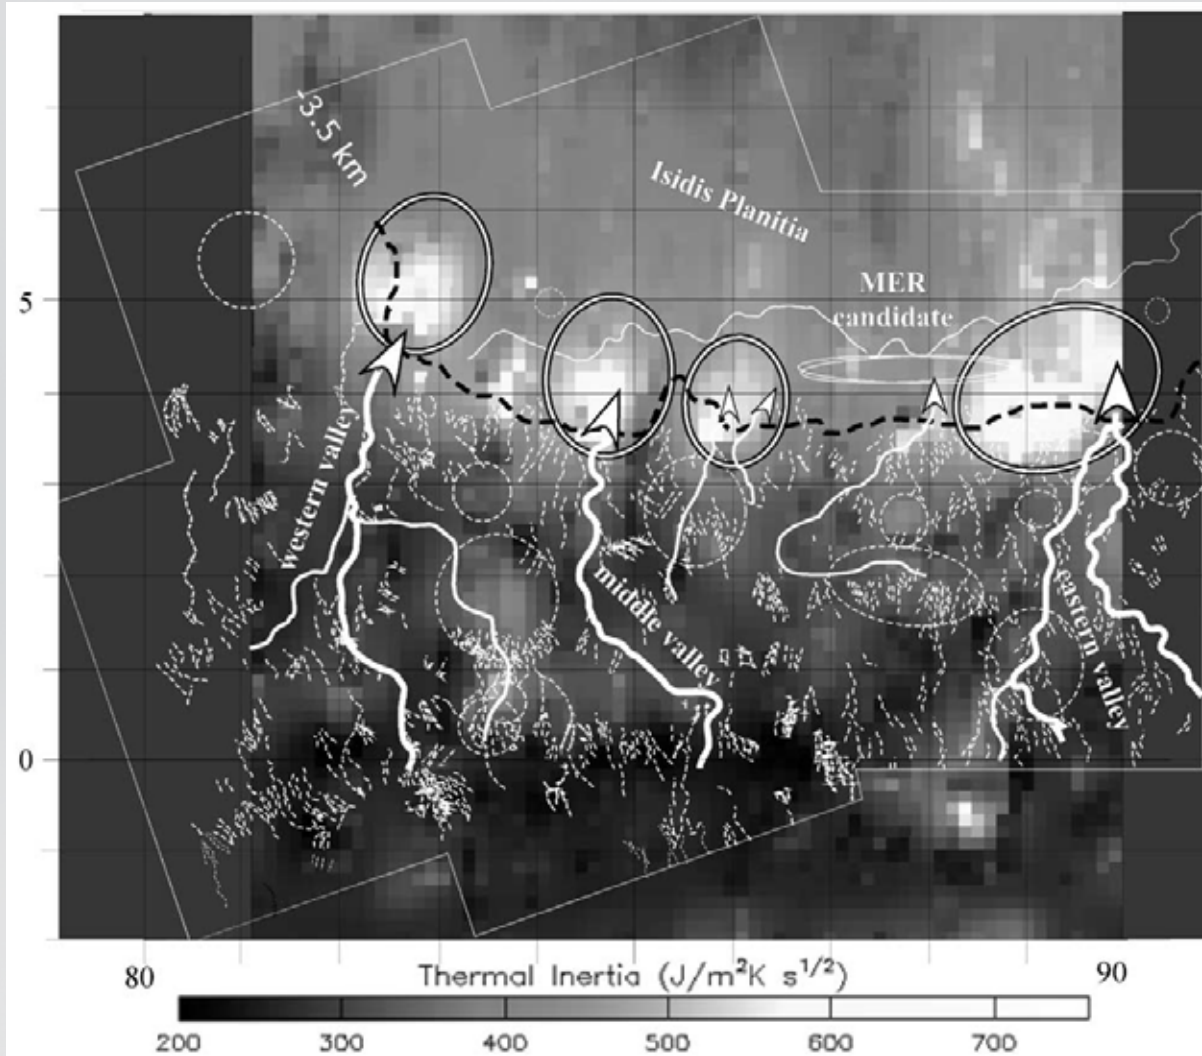 -3.5 km
Isidis Planitia
MER
candidate
5
western valley
middle valley
eastern valley
0
80
90
Thermal Inertia (J/m²K s^1/2)
200 300 400 500 600 700